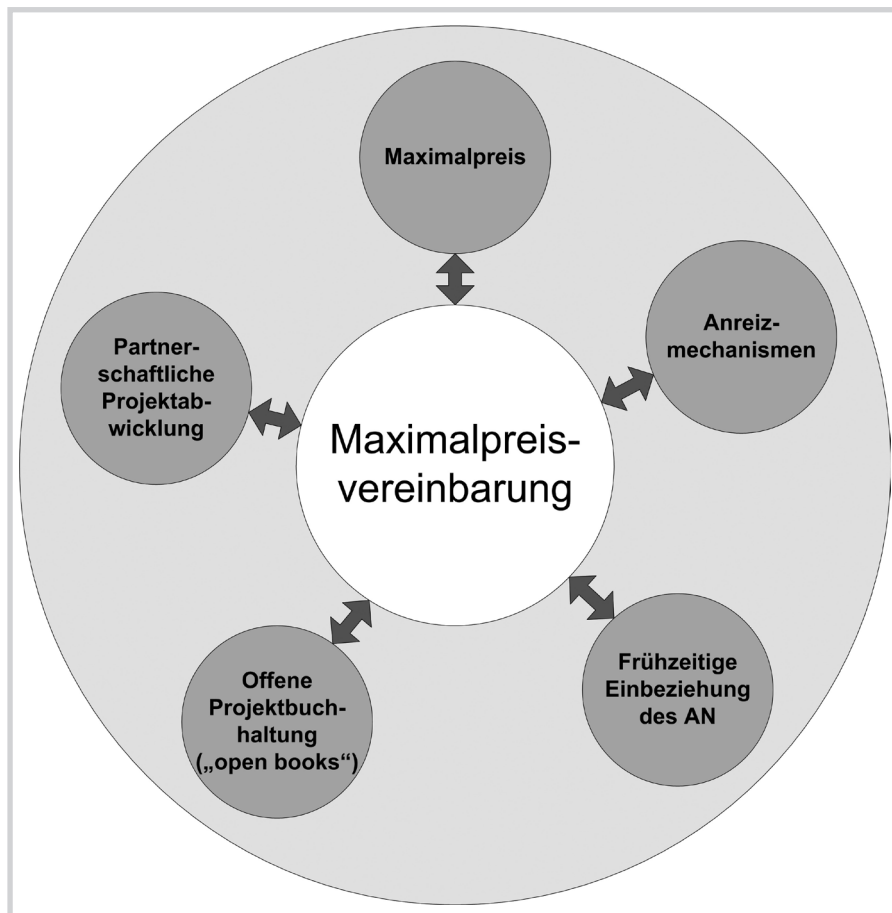 Maximalpreis
Anreiz-
mechanismen
Partner-
schaftliche
Projektab-
wicklung
Maximalpreis-
vereinbarung
Frühzeitige
Einbeziehung
des AN
Offene
Projektbuch-
haltung
(„open books“)